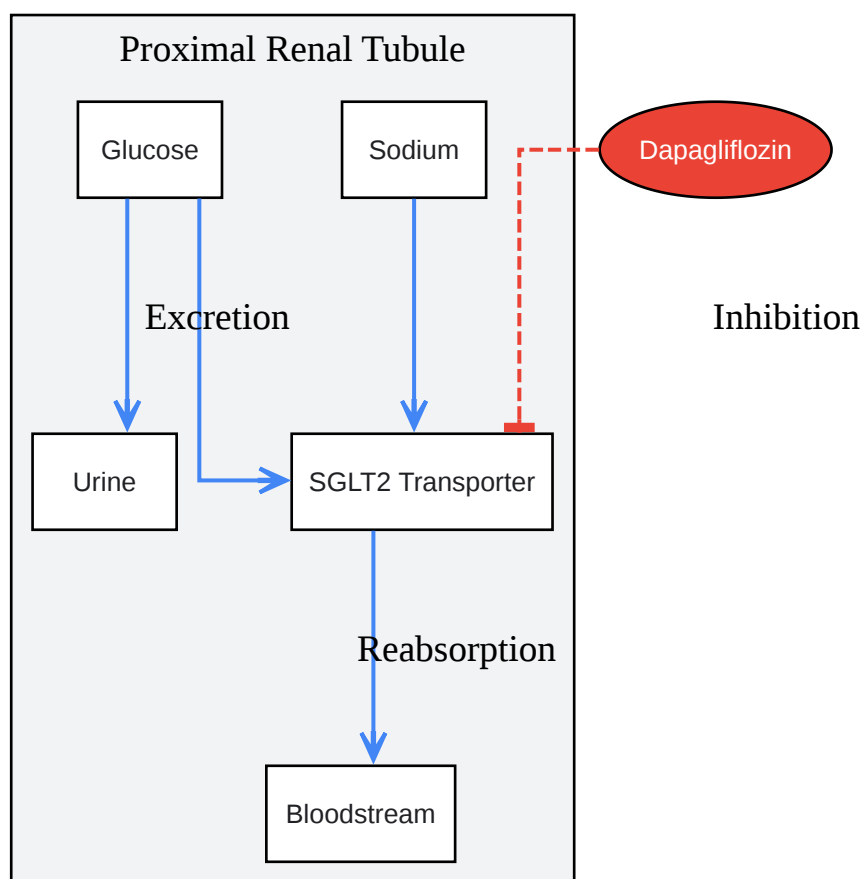 Proximal Renal Tubule
Glucose
Sodium
Dapagliflozin
Excretion
Inhibition
Urine
SGLT2 Transporter
Reabsorption
Bloodstream